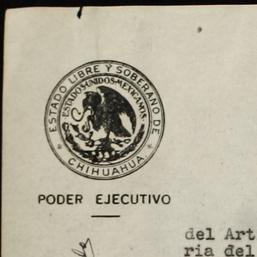 ESTADO LIBRE Y SOBERANO DE
ESTADOS UNIDOS MEXICANOS
CHIHUAHUA
PODER EJECUTIVO
del Art
ria del